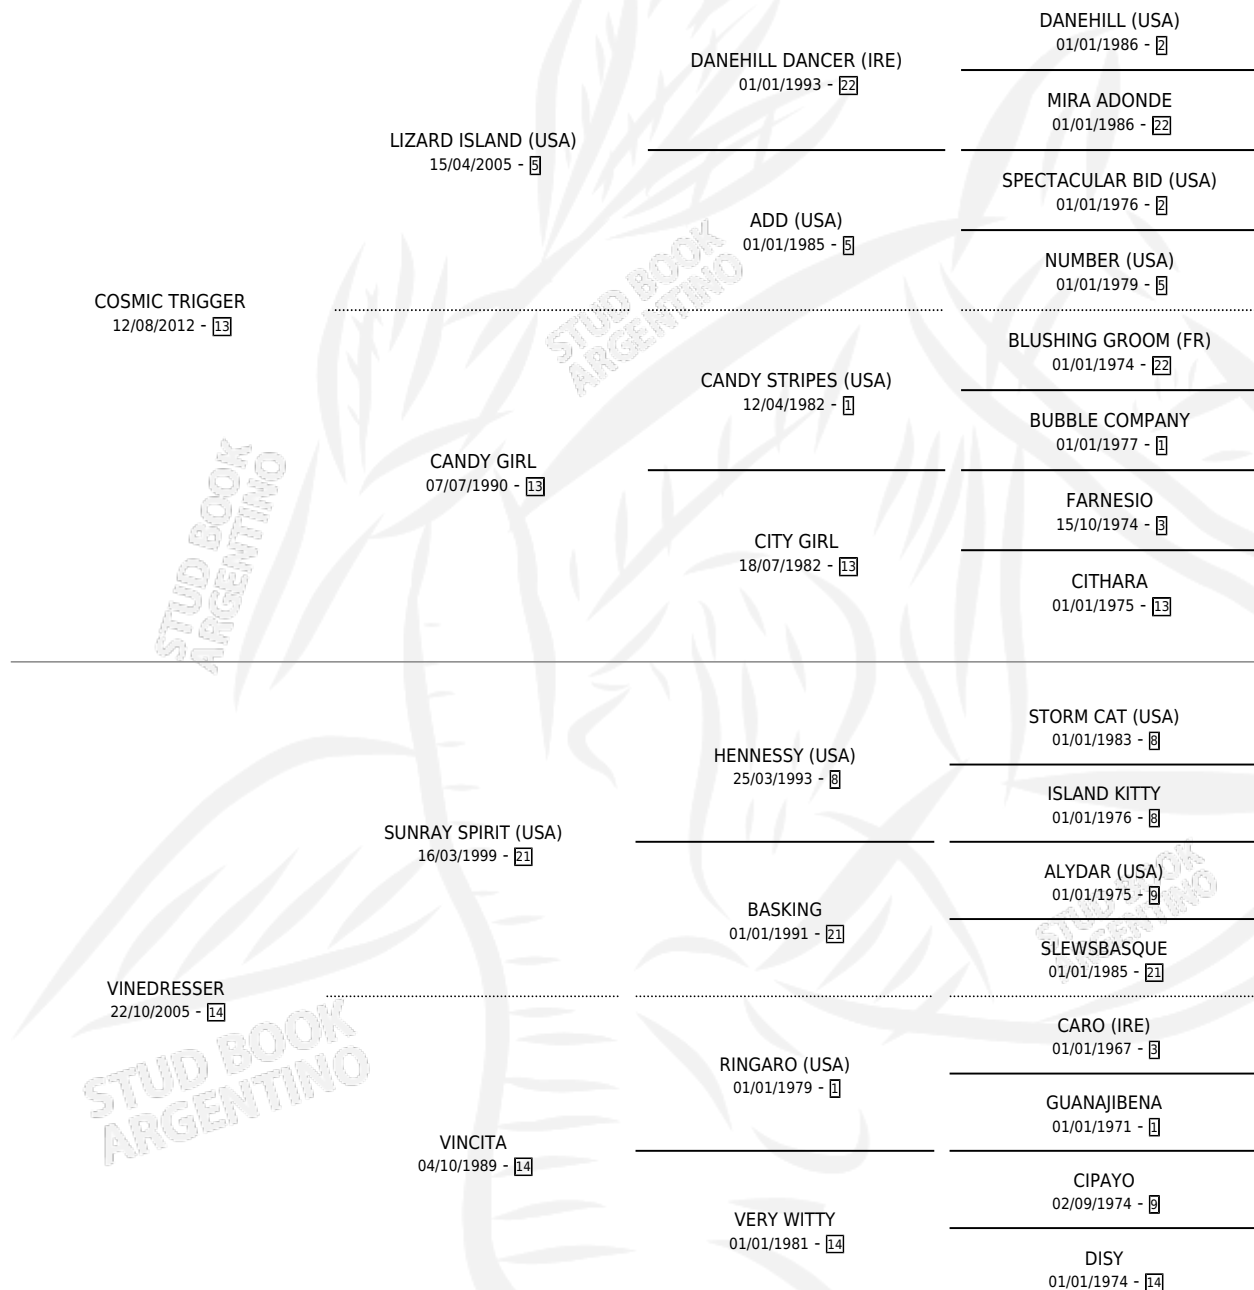 DANEHILL (USA)
01/01/1986 - 2
DANEHILL DANCER (IRE)
01/01/1993 - 22
MIRA ADONDE
01/01/1986 - 22
LIZARD ISLAND (USA)
15/04/2005 - 5
SPECTACULAR BID (USA)
01/01/1976 - 2
ADD (USA)
01/01/1985 - 5
NUMBER (USA)
01/01/1979 - 5
COSMIC TRIGGER
12/08/2012 - 13
STUD BOOK
ARGENTINO
BLUSHING GROOM (FR)
01/01/1974 - 22
CANDY STRIPES (USA)
12/04/1982 - 1
BUBBLE COMPANY
01/01/1977 - 1
CANDY GIRL
07/07/1990 - 13
FARNESIO
15/10/1974 - 3
CITY GIRL
18/07/1982 - 13
CITHARA
01/01/1975 - 13
STUD BOOK
ARGENTINO
STORM CAT (USA)
01/01/1983 - 8
HENNESSY (USA)
25/03/1993 - 8
ISLAND KITTY
01/01/1976 - 8
SUNRAY SPIRIT (USA)
16/03/1999 - 21
ALYDAR (USA)
01/01/1975 - 9
BASKING
01/01/1991 - 21
STUD BOOK
ARGENTINO
SLEWSBASQUE
01/01/1985 - 21
VINEDRESSER
22/10/2005 - 14
STUD BOOK
ARGENTINO
CARO (IRE)
01/01/1967 - 3
RINGARO (USA)
01/01/1979 - 1
GUANAJIBENA
01/01/1971 - 1
VINCITA
04/10/1989 - 14
CIPAYO
02/09/1974 - 9
VERY WITTY
01/01/1981 - 14
DISY
01/01/1974 - 14